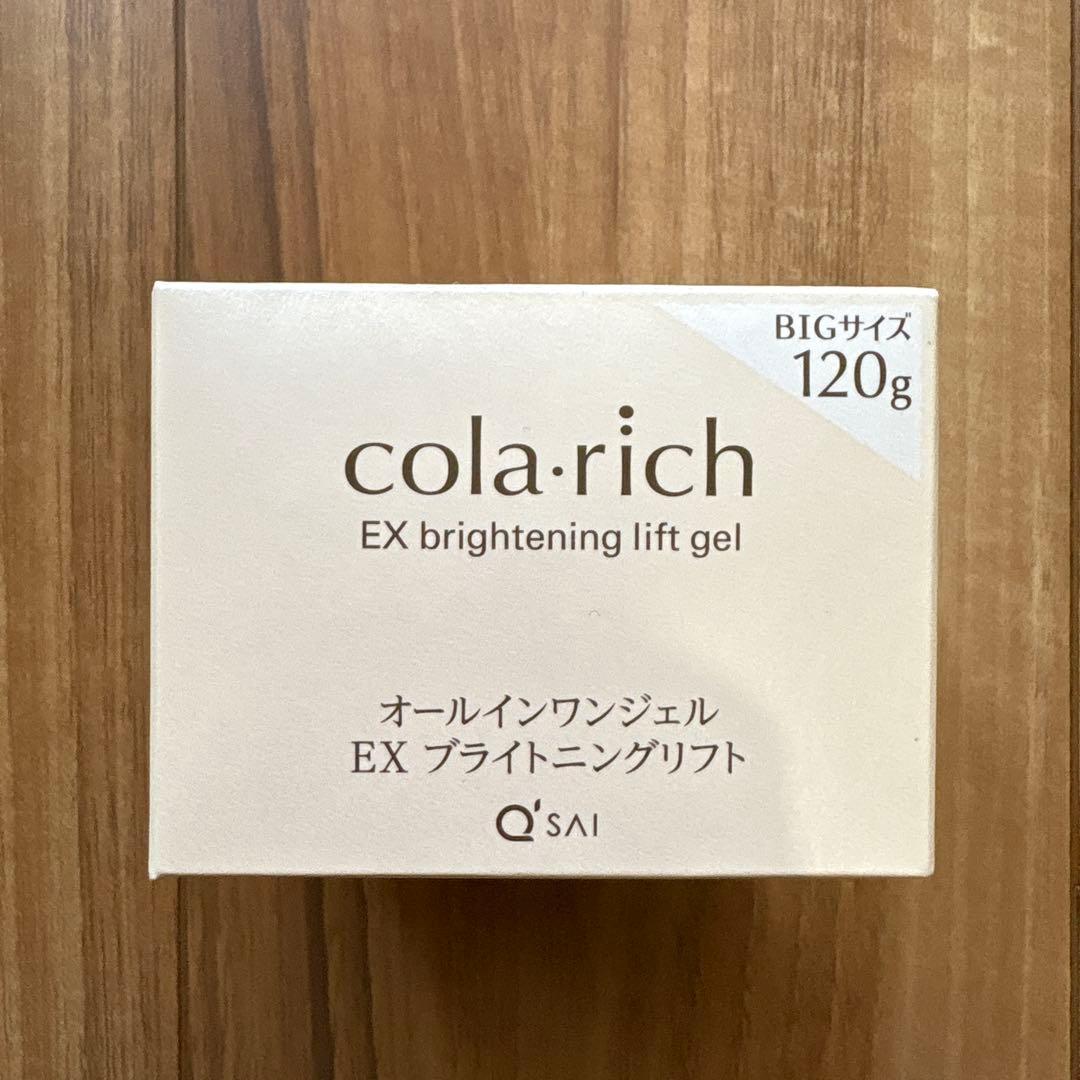 BIGサイズ
120g
cola·rich
EX brightening lift gel
オールインワンジェル
EX ブライトニングリフト
Q'SAI